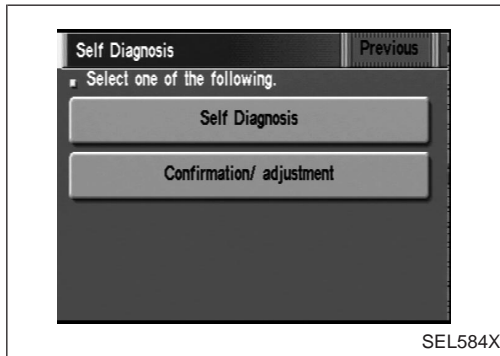 Self Diagnosis Previous
Select one of the following.
Self Diagnosis
Confirmation/ adjustment
SEL584X